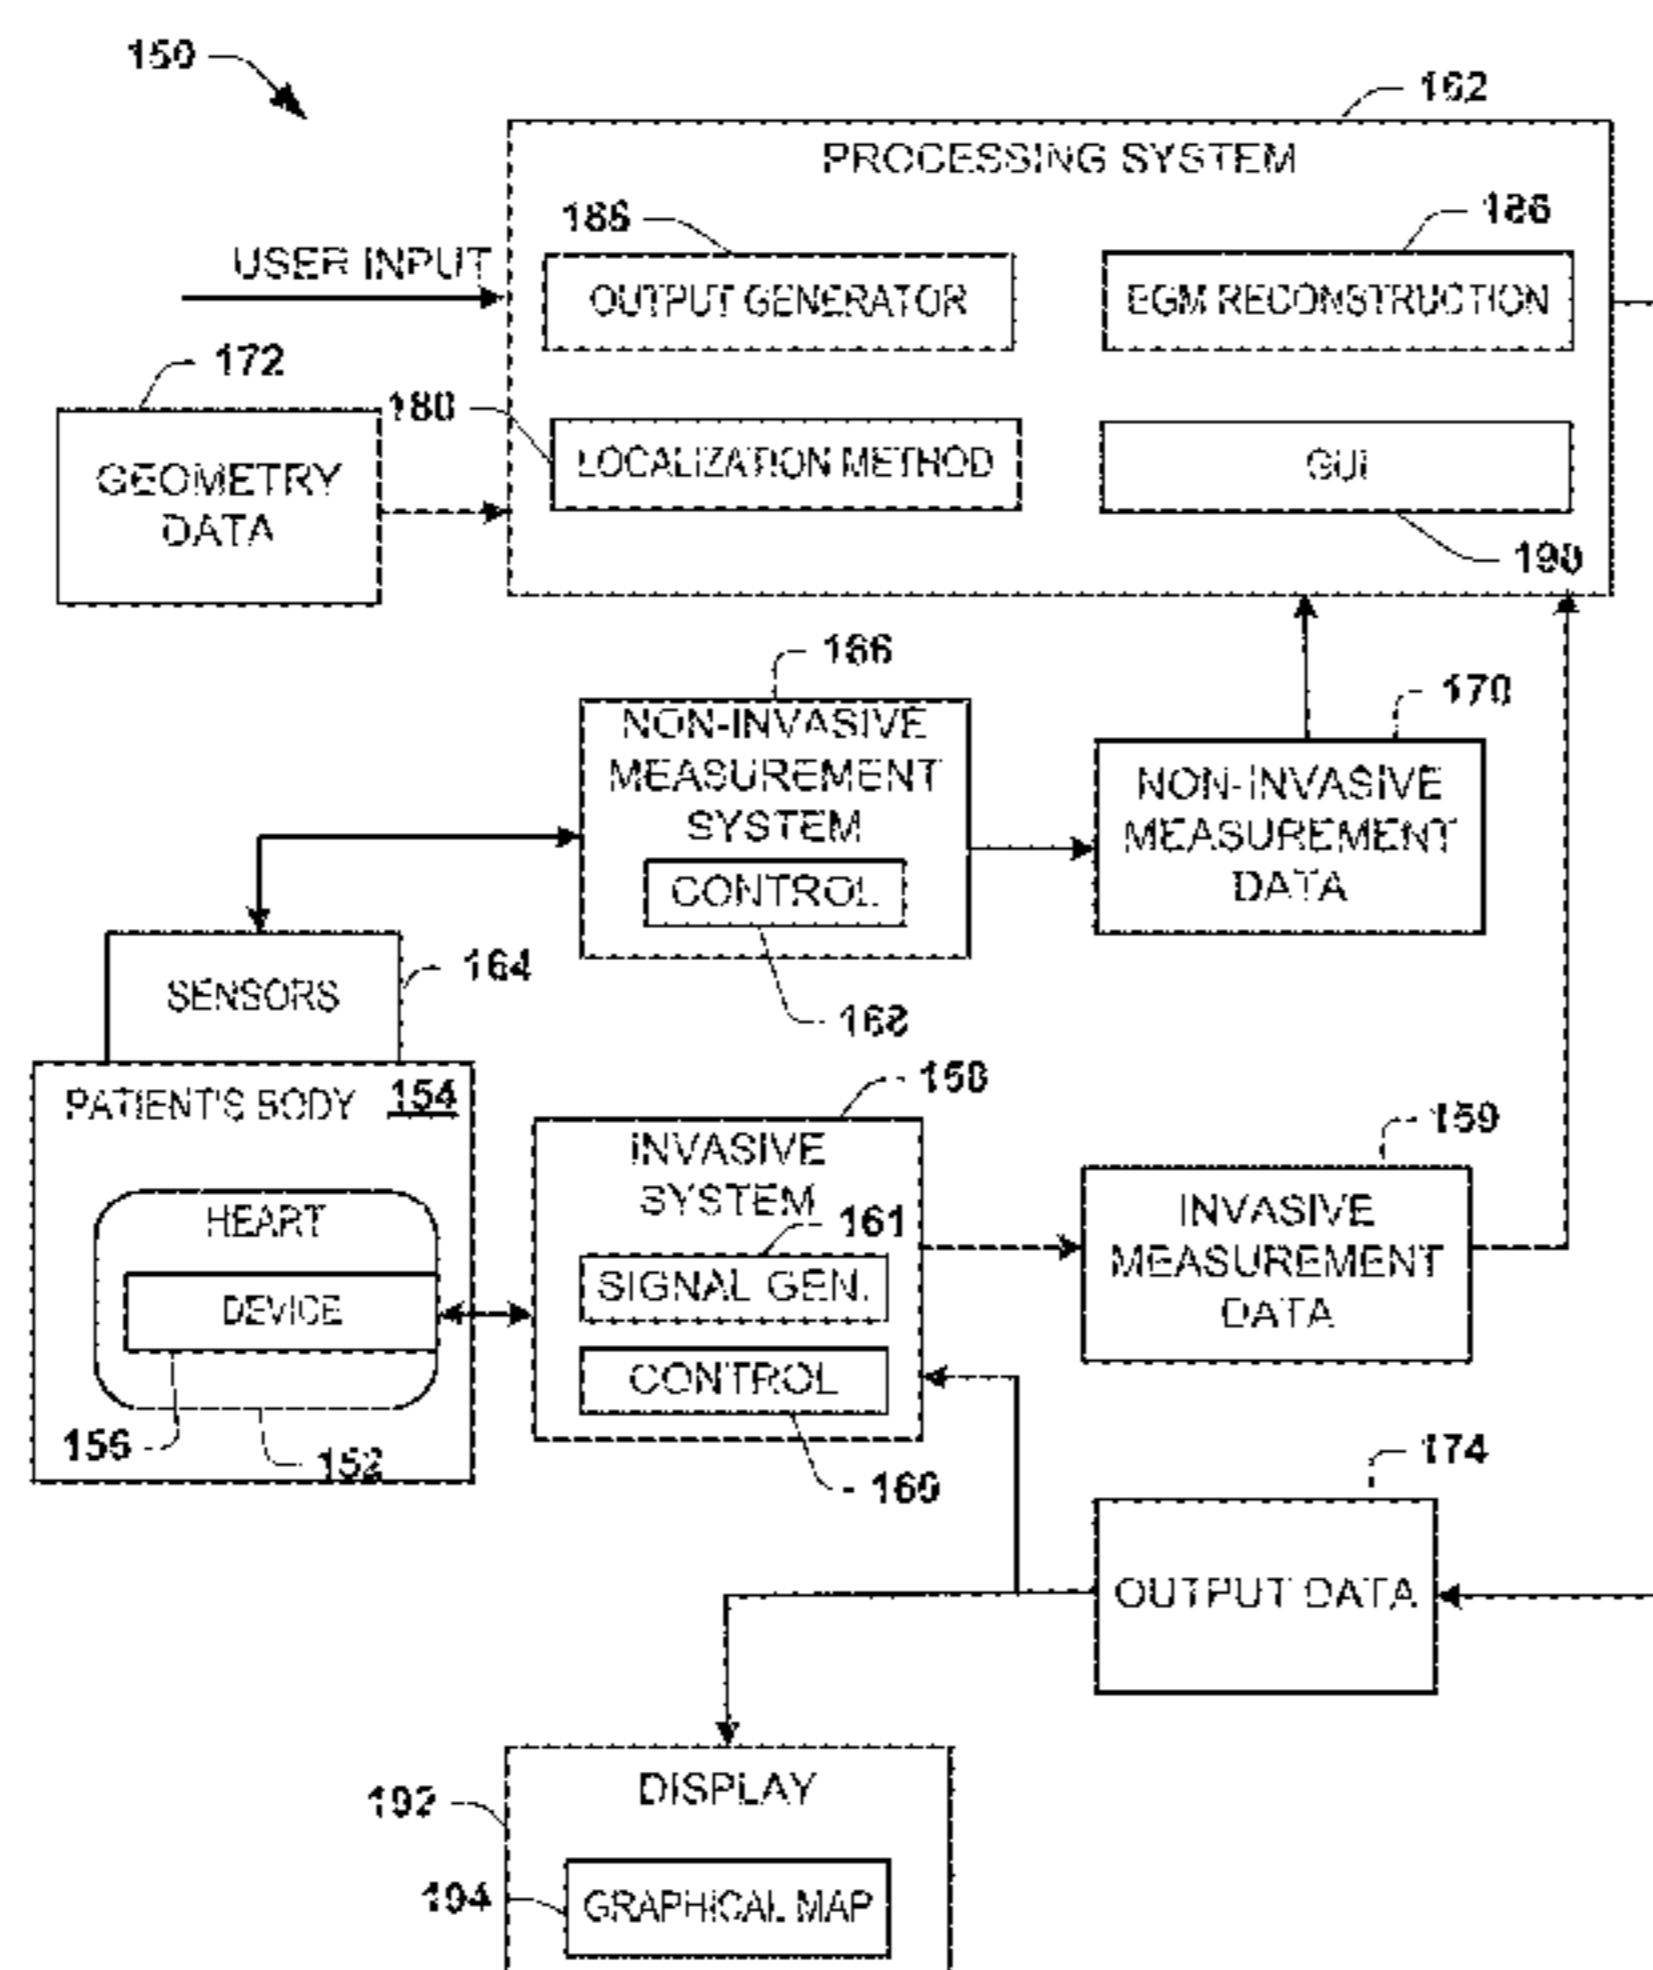 150
162
PROCESSING SYSTEM
186
USER INPUT
OUTPUT GENERATOR
EGM RECONSTRUCTION
172
180
GEOMETRY
DATA
LOCALIZATION METHOD
GUI
190
166
170
NON-INVASIVE
MEASUREMENT
SYSTEM
CONTROL
NON-INVASIVE
MEASUREMENT
DATA
SENSORS
164
168
PATIENT'S BODY 154
158
159
INVASIVE
SYSTEM
161
SIGNAL GEN.
CONTROL
INVASIVE
MEASUREMENT
DATA
HEART
DEVICE
156
152
160
174
OUTPUT DATA
192
DISPLAY
194
GRAPHICAL MAP